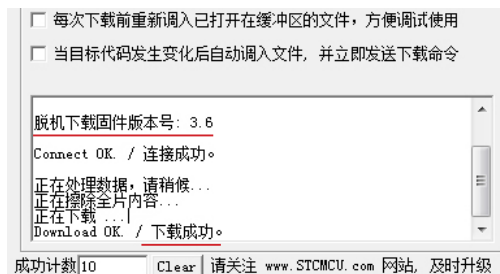 每次下载前重新调入已打开在缓冲区的文件，方便调试使用
当目标代码发生变化后自动调入文件，并立即发送下载命令
脱机下载固件版本号: 3.6
Connect OK. / 连接成功。
正在处理数据，请稍候...
正在擦除全片内容...
正在下载 ...
Download OK. / 下载成功。
成功计数 10 Clear 请关注 www.STCMCU.com 网站, 及时升级